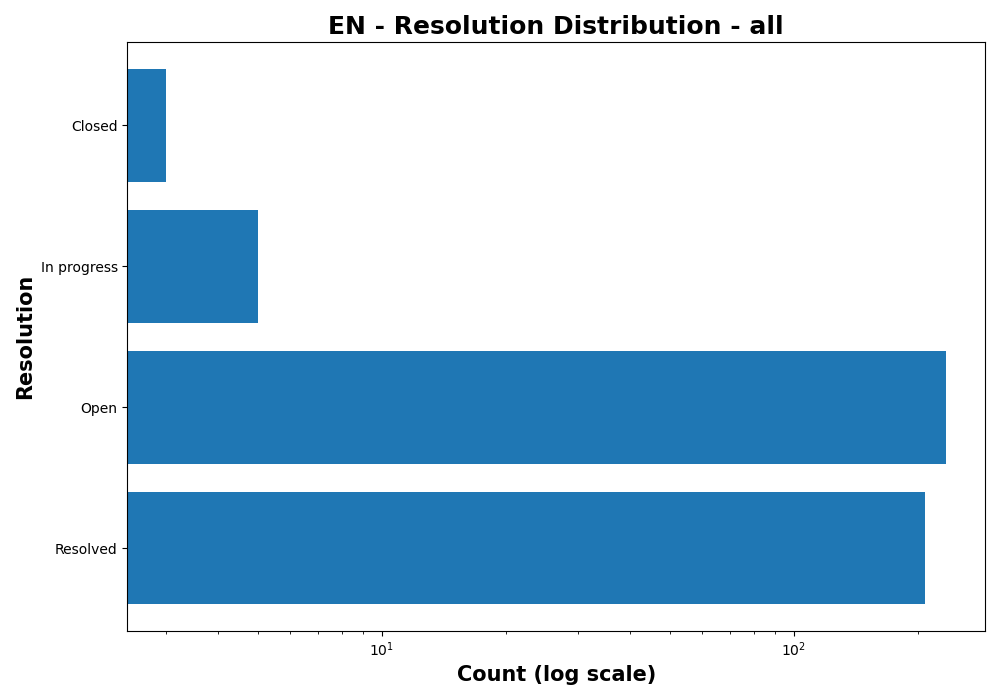 EN - Resolution Distribution - all
Resolution
Closed
In progress
Open
Resolved
10¹
10²
Count (log scale)